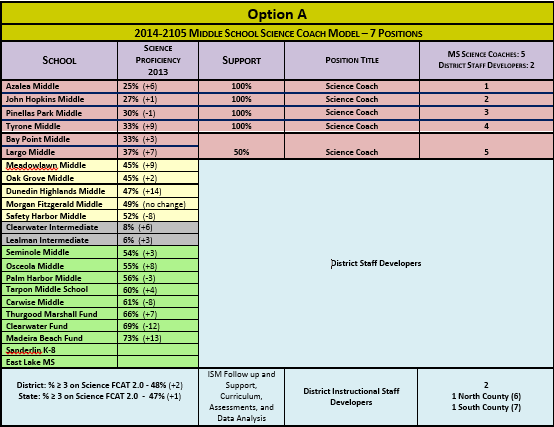 Option A
2014-2105 MIDDLE SCHOOL SCIENCE COACH MODEL – 7 POSITIONS
SCHOOL SCIENCE PROFICIENCY 2013 SUPPORT POSITION TITLE MS SCIENCE COACHES: 5 DISTRICT STAFF DEVELOPERS: 2
Azalea Middle 25% (+6) 100% Science Coach 1
John Hopkins Middle 27% (+1) 100% Science Coach 2
Pinellas Park Middle 30% (-1) 100% Science Coach 3
Tyrone Middle 33% (+9) 100% Science Coach 4
Bay Point Middle 33% (+3)
Largo Middle 37% (+7) 50% Science Coach 5
Meadowlawn Middle 45% (+9)
Oak Grove Middle 45% (+2)
Dunedin Highlands Middle 47% (+14)
Morgan Fitzgerald Middle 49% (no change)
Safety Harbor Middle 52% (-8)
Clearwater Intermediate 8% (+6)
Lealman Intermediate 6% (+3)
Seminole Middle 54% (+3)
District Staff Developers
Osceola Middle 55% (+8)
Palm Harbor Middle 56% (-3)
Tarpon Middle School 60% (+4)
Carwise Middle 61% (-8)
Thurgood Marshall Fund 66% (+7)
Clearwater Fund 69% (-12)
Madeira Beach Fund 73% (+13)
Sanderlin K-8
East Lake MS
District: % ≥ 3 on Science FCAT 2.0 - 48% (+2)
State: % ≥ 3 on Science FCAT 2.0 - 47% (+1)
ISM Follow up and
Support,
Curriculum,
Assessments, and
Data Analysis
District Instructional Staff
Developers
2
1 North County (6)
1 South County (7)